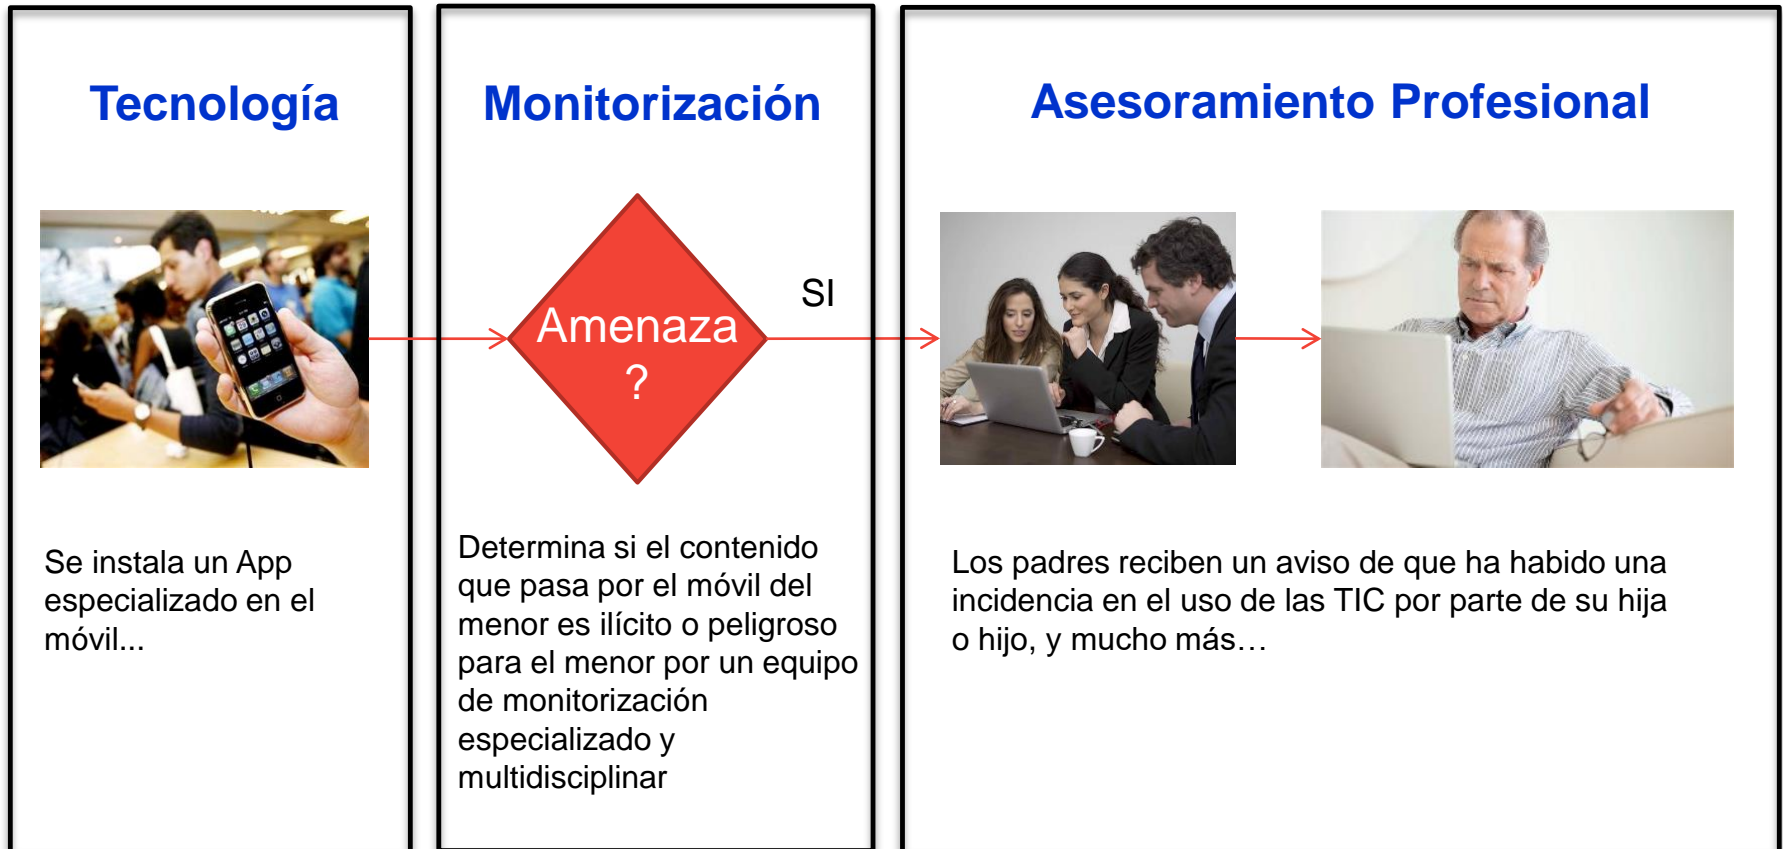 Tecnología
Se instala un App
especializado en el
móvil...
Monitorización
Amenaza
?
SI
Determina si el contenido
que pasa por el móvil del
menor es ilícito o peligroso
para el menor por un equipo
de monitorización
especializado y
multidisciplinar
Asesoramiento Profesional
Los padres reciben un aviso de que ha habido una
incidencia en el uso de las TIC por parte de su hija
o hijo, y mucho más…